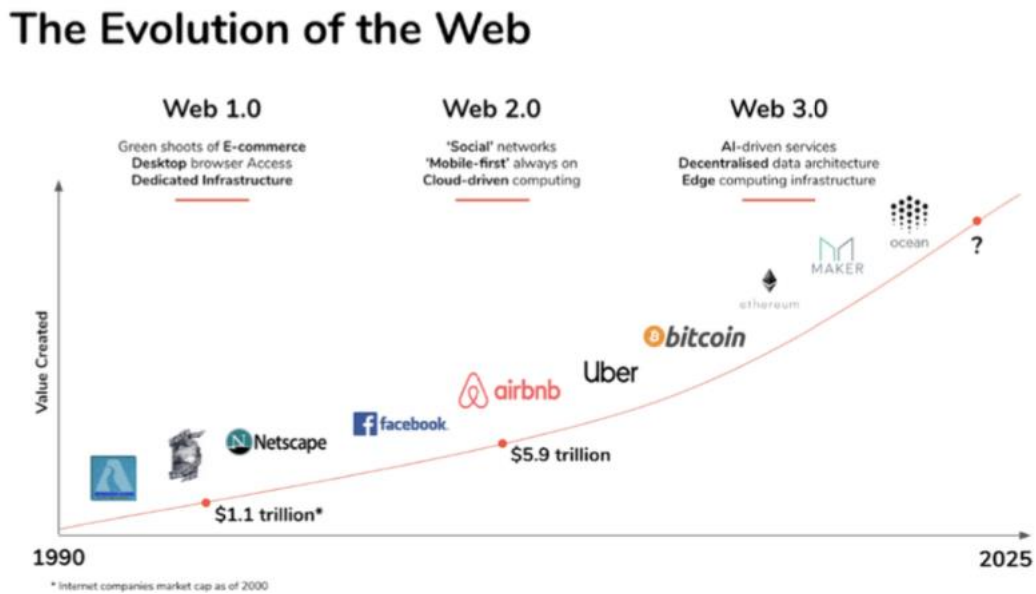 The Evolution of the Web
Web 1.0
Green shoots of E-commerce
Desktop browser Access
Dedicated Infrastructure
Web 2.0
'Social' networks
'Mobile-first' always on
Cloud-driven computing
Web 3.0
AI-driven services
Decentralised data architecture
Edge computing infrastructure
Value Created
ocean
?
MAKER
ethereum
bitcoin
Uber
airbnb
facebook.
N Netscape
$5.9 trillion
$1.1 trillion*
1990
2025
* Internet companies market cap as of 2000